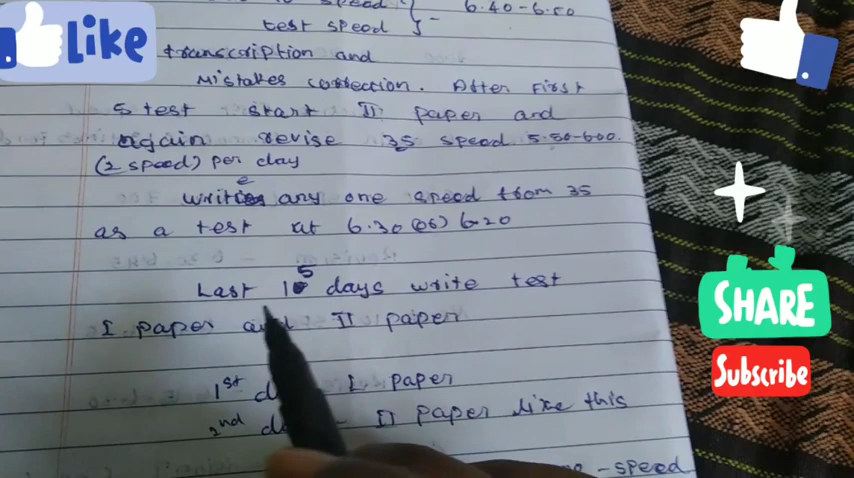 speed 6.40-6.50
test speed } -
transcription and
Mistakes correction. After First
5 test start II paper and
again revise 35 speed 5.50-6.00.
(2 speed) per day
write any one speed from 35
as a test at 6.30 (or) 6.20
Last 15 days write test
I paper and II paper
1st I paper
2nd - II paper like this
- speed
Like
SHARE
Subscribe